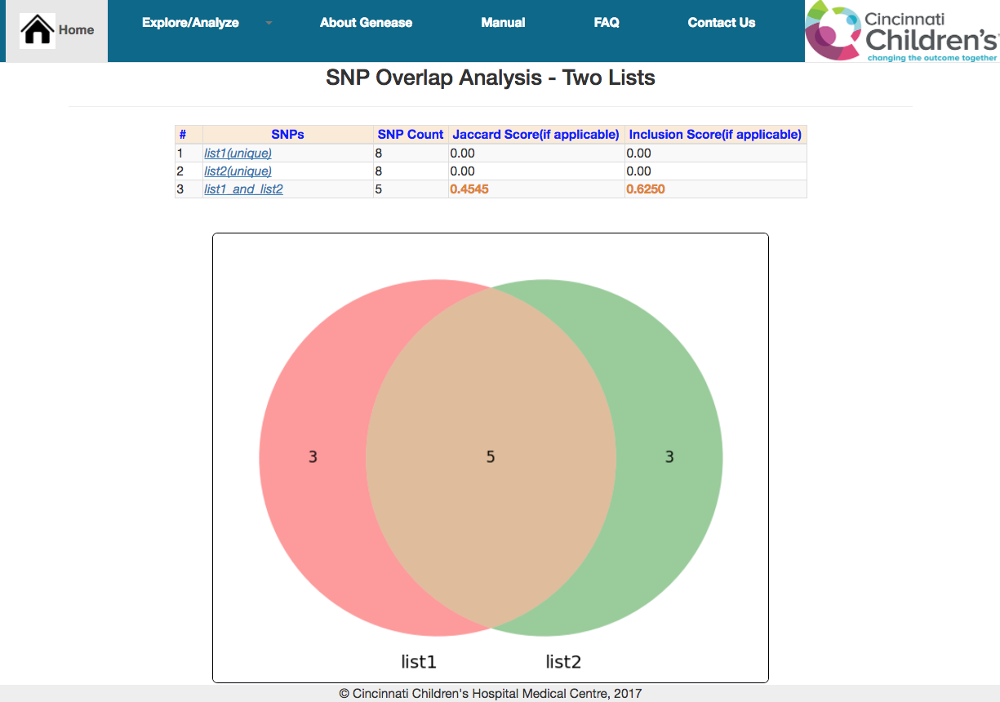 Home Explore/Analyze About Genease Manual FAQ Contact Us
Cincinnati
Children's
changing the outcome together
SNP Overlap Analysis - Two Lists
# SNPs SNP Count Jaccard Score(if applicable) Inclusion Score(if applicable)
1 list1(unique) 8 0.00 0.00
2 list2(unique) 8 0.00 0.00
3 list1_and_list2 5 0.4545 0.6250
3 5 3
list1 list2
© Cincinnati Children's Hospital Medical Centre, 2017